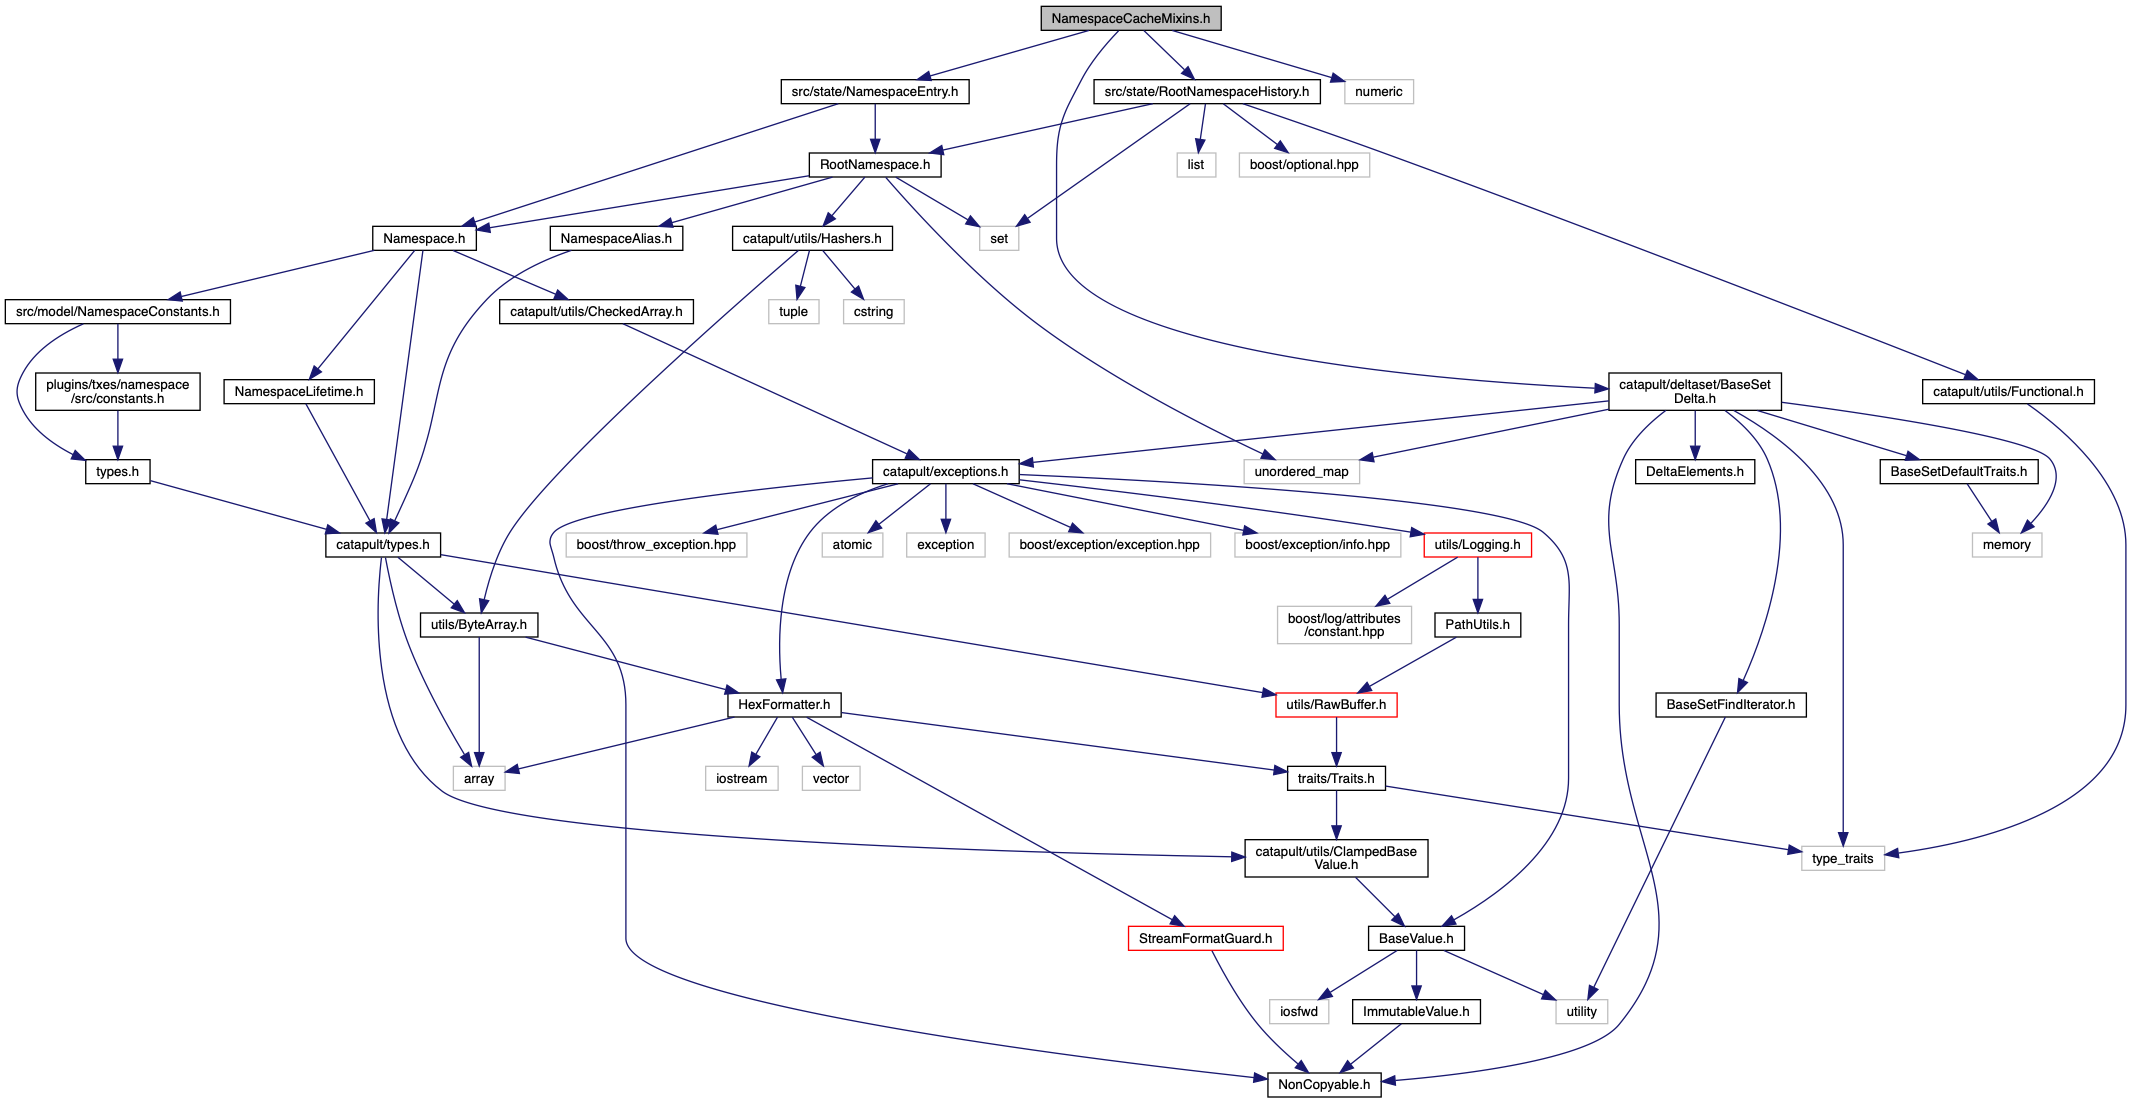 NamespaceCacheMixins.h
src/state/NamespaceEntry.h
src/state/RootNamespaceHistory.h
numeric
RootNamespace.h
list
boost/optional.hpp
Namespace.h
NamespaceAlias.h
catapult/utils/Hashers.h
set
src/model/NamespaceConstants.h
catapult/utils/CheckedArray.h
tuple
cstring
plugins/txes/namespace
/src/constants.h
NamespaceLifetime.h
catapult/deltaset/BaseSet
Delta.h
catapult/utils/Functional.h
types.h
catapult/exceptions.h
unordered_map
DeltaElements.h
BaseSetDefaultTraits.h
catapult/types.h
boost/throw_exception.hpp
atomic
exception
boost/exception/exception.hpp
boost/exception/info.hpp
utils/Logging.h
memory
utils/ByteArray.h
boost/log/attributes
/constant.hpp
PathUtils.h
HexFormatter.h
utils/RawBuffer.h
BaseSetFindIterator.h
array
iostream
vector
traits/Traits.h
catapult/utils/ClampedBase
Value.h
type_traits
StreamFormatGuard.h
BaseValue.h
iosfwd
ImmutableValue.h
utility
NonCopyable.h